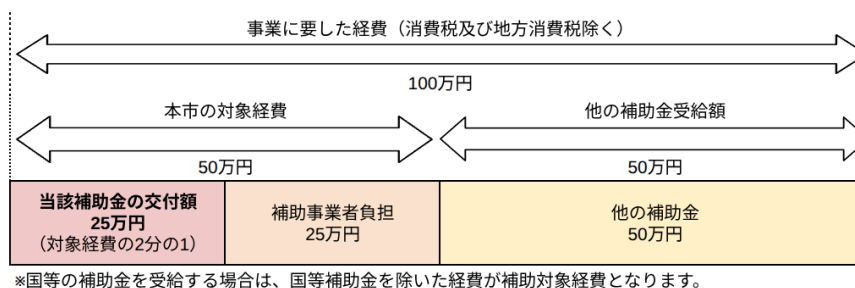 事業に要した経費（消費税及び地方消費税除く）
100万円
本市の対象経費
他の補助金受給額
50万円
50万円
当該補助金の交付額
25万円
（対象経費の2分の1）
補助事業者負担
25万円
他の補助金
50万円
※国等の補助金を受給する場合は、国等補助金を除いた経費が補助対象経費となります。